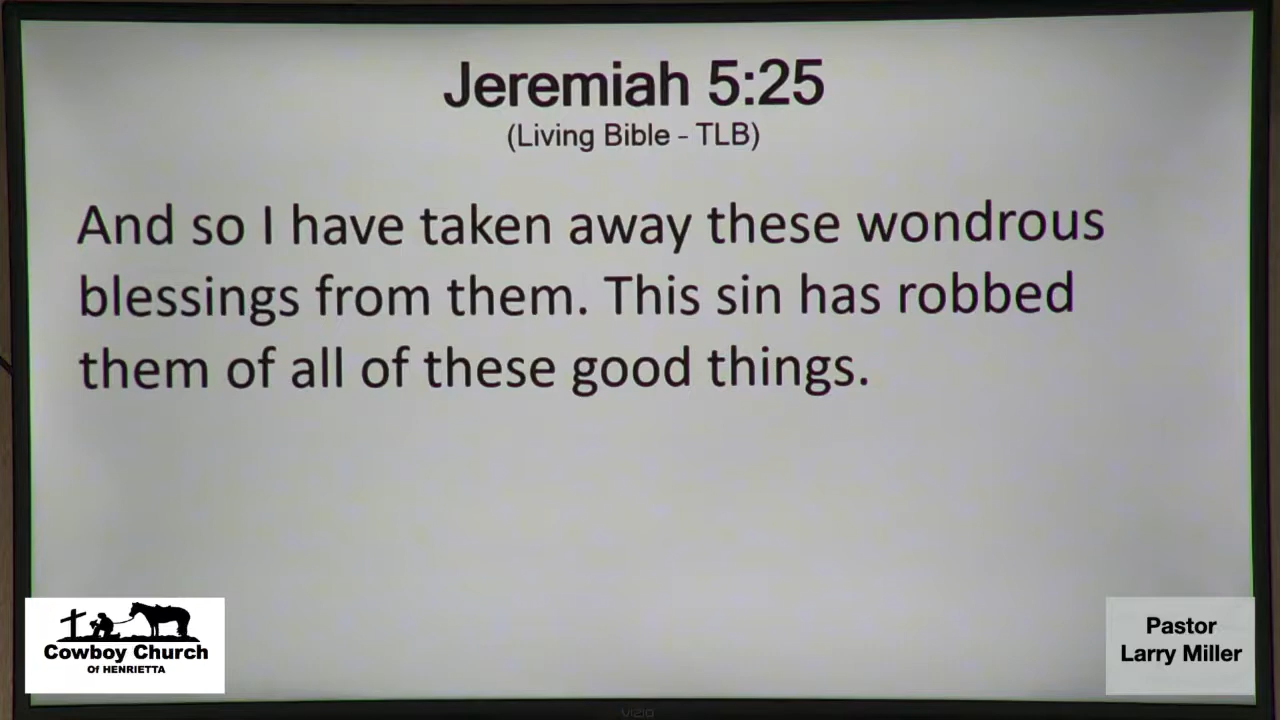 Jeremiah 5:25
(Living Bible - TLB)
And so I have taken away these wondrous
blessings from them. This sin has robbed
them of all of these good things.
Cowboy Church
OF HENRIETTA
Pastor
Larry Miller
VIZIO